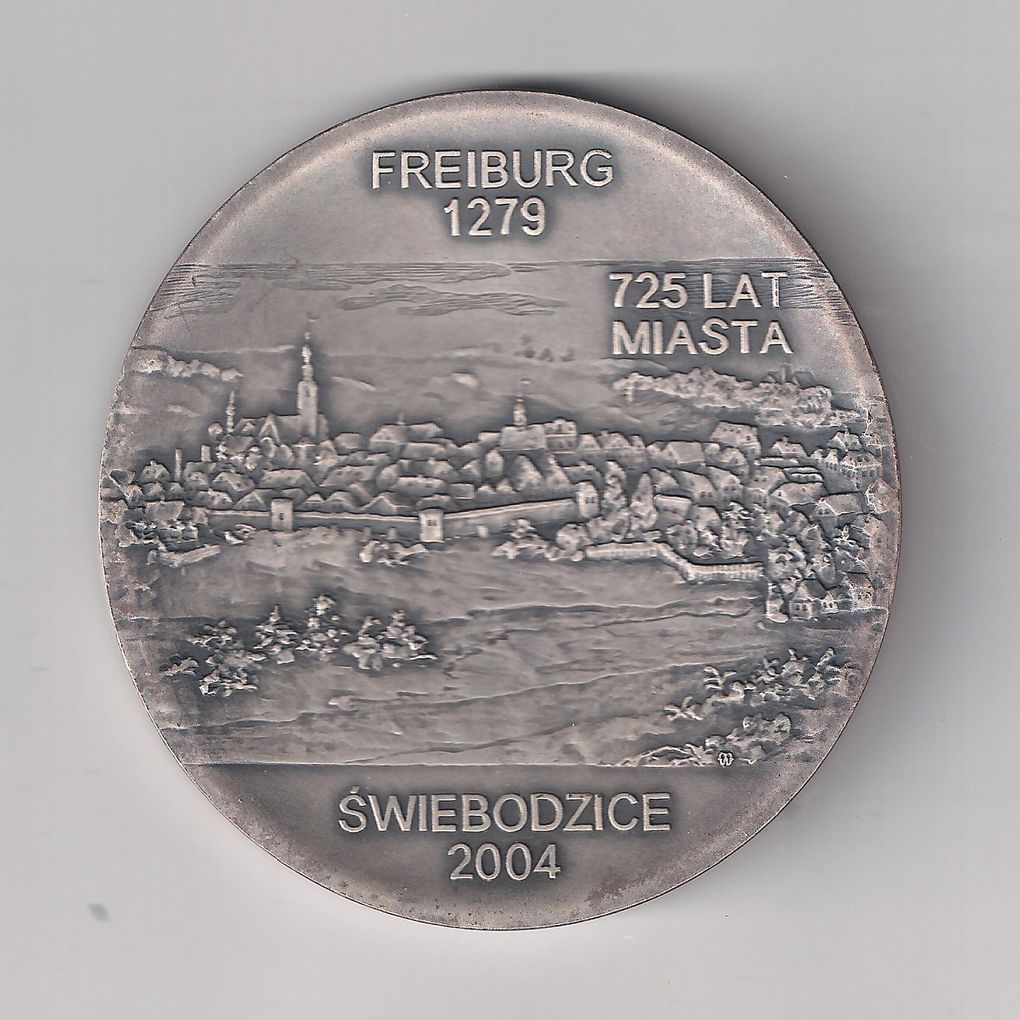 FREIBURG
1279
725 LAT
MIASTA
ŚWIEBODZICE
2004